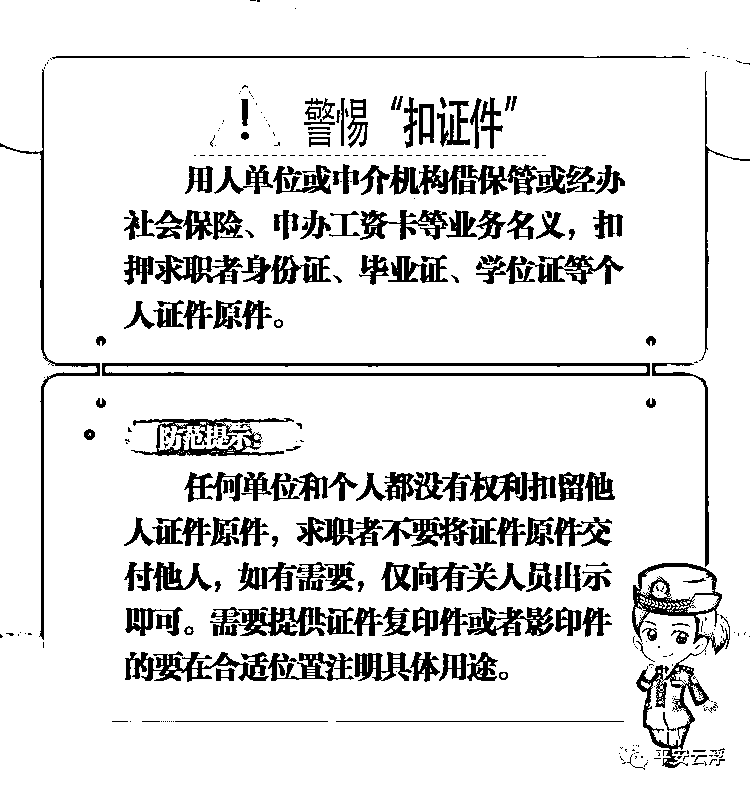 !
警惕“扣证件”
用人单位或中介机构借保管或经办
社会保险、申办工资卡等业务名义，扣
押求职者身份证、毕业证、学位证等个
人证件原件。
防范提示：
任何单位和个人都没有权利扣留他
人证件原件，求职者不要将证件原件交
付他人，如有需要，仅向有关人员出示
即可。需要提供证件复印件或者影印件
的要在合适位置注明具体用途。
平安云浮